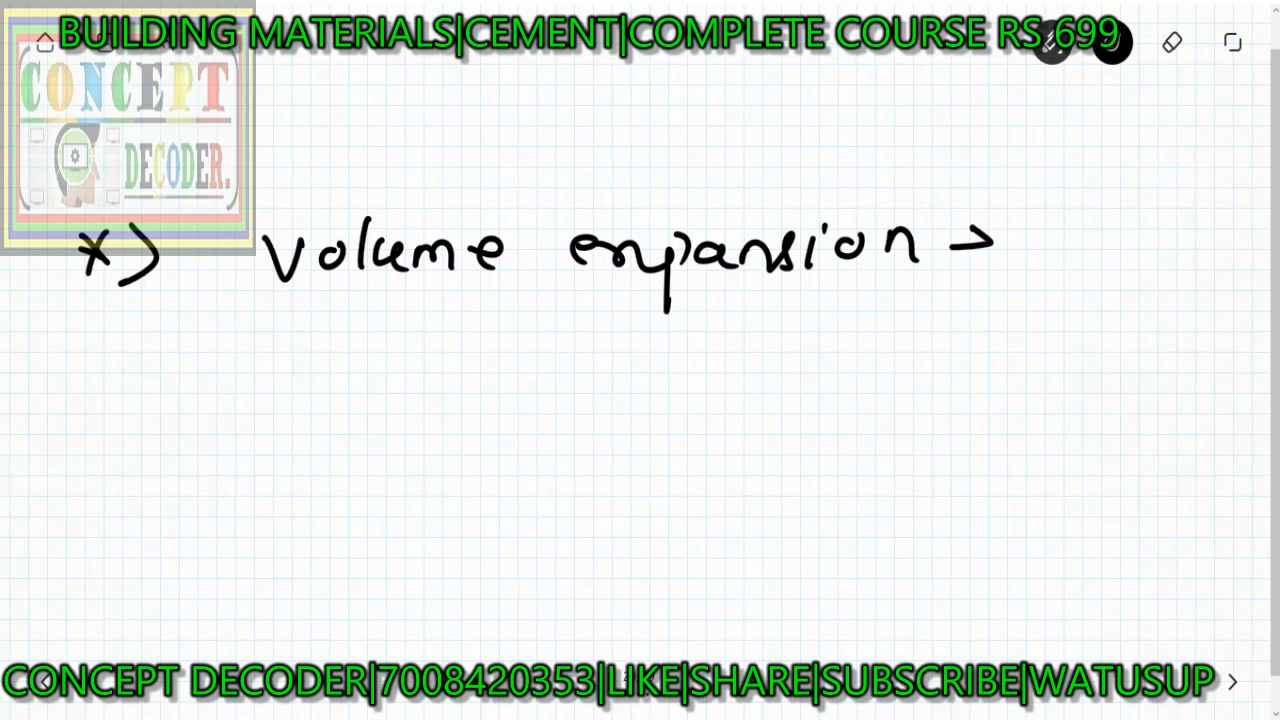 BUILDING MATERIALS|CEMENT|COMPLETE COURSE RS 699
CONCEPT
DECODER.
*) Volume expansion →
CONCEPT DECODER|7008420353|LIKE|SHARE|SUBSCRIBE|WATUSUP